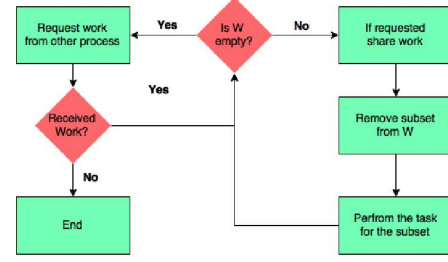 Request work
from other process
Yes
Is W
empty?
No
If requested
share work
Yes
Received
Work?
Remove subset
from W
No
End
Perfrom the task
for the subset